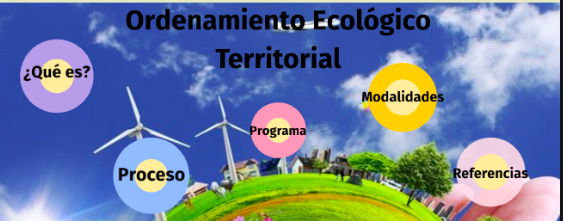 Ordenamiento Ecológico
Territorial
¿Qué es?
Modalidades
Programa
Proceso
Referencias